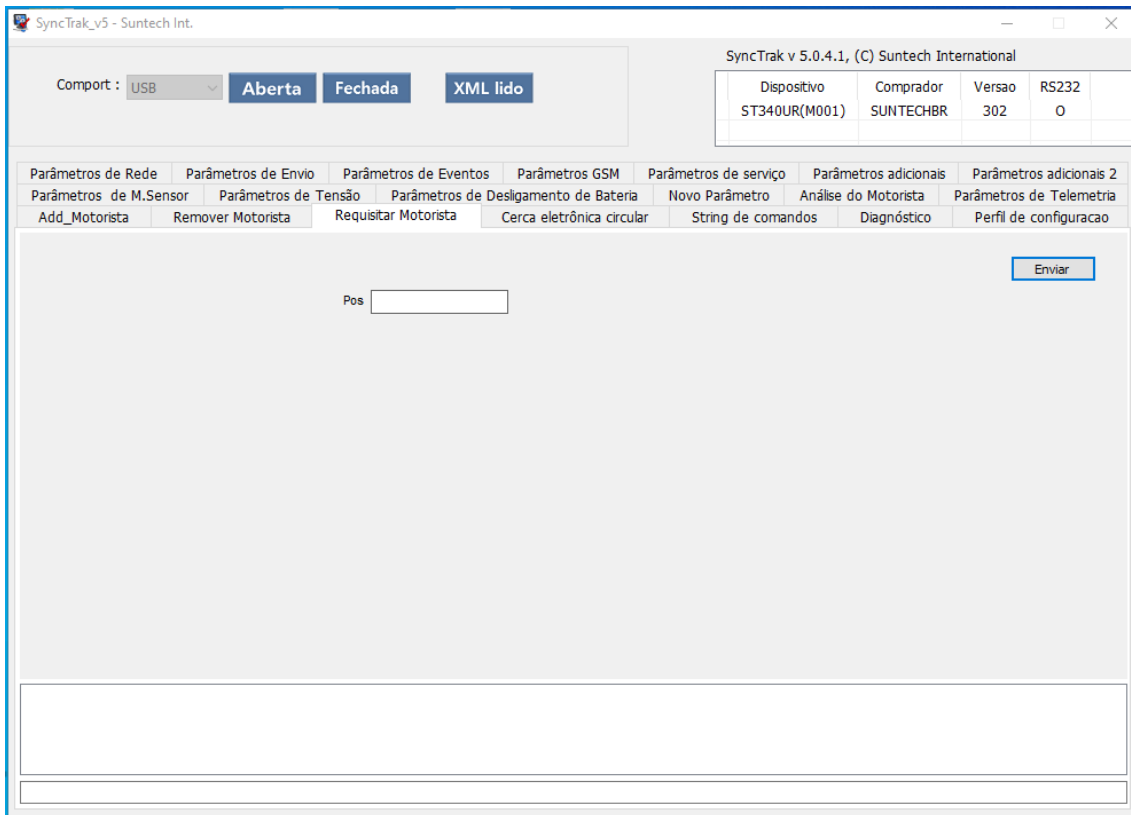 SyncTrak_v5 - Suntech Int.
SyncTrak v 5.0.4.1, (C) Suntech International
Comport : USB Aberta Fechada XML lido
Dispositivo Comprador Versao RS232
ST340UR(M001) SUNTECHBR 302 O
Parâmetros de Rede Parâmetros de Envio Parâmetros de Eventos Parâmetros GSM Parâmetros de serviço Parâmetros adicionais Parâmetros adicionais 2
Parâmetros de M.Sensor Parâmetros de Tensão Parâmetros de Desligamento de Bateria Novo Parâmetro Análise do Motorista Parâmetros de Telemetria
Add_Motorista Remover Motorista Requisitar Motorista Cerca eletrônica circular String de comandos Diagnóstico Perfil de configuracao
Enviar
Pos